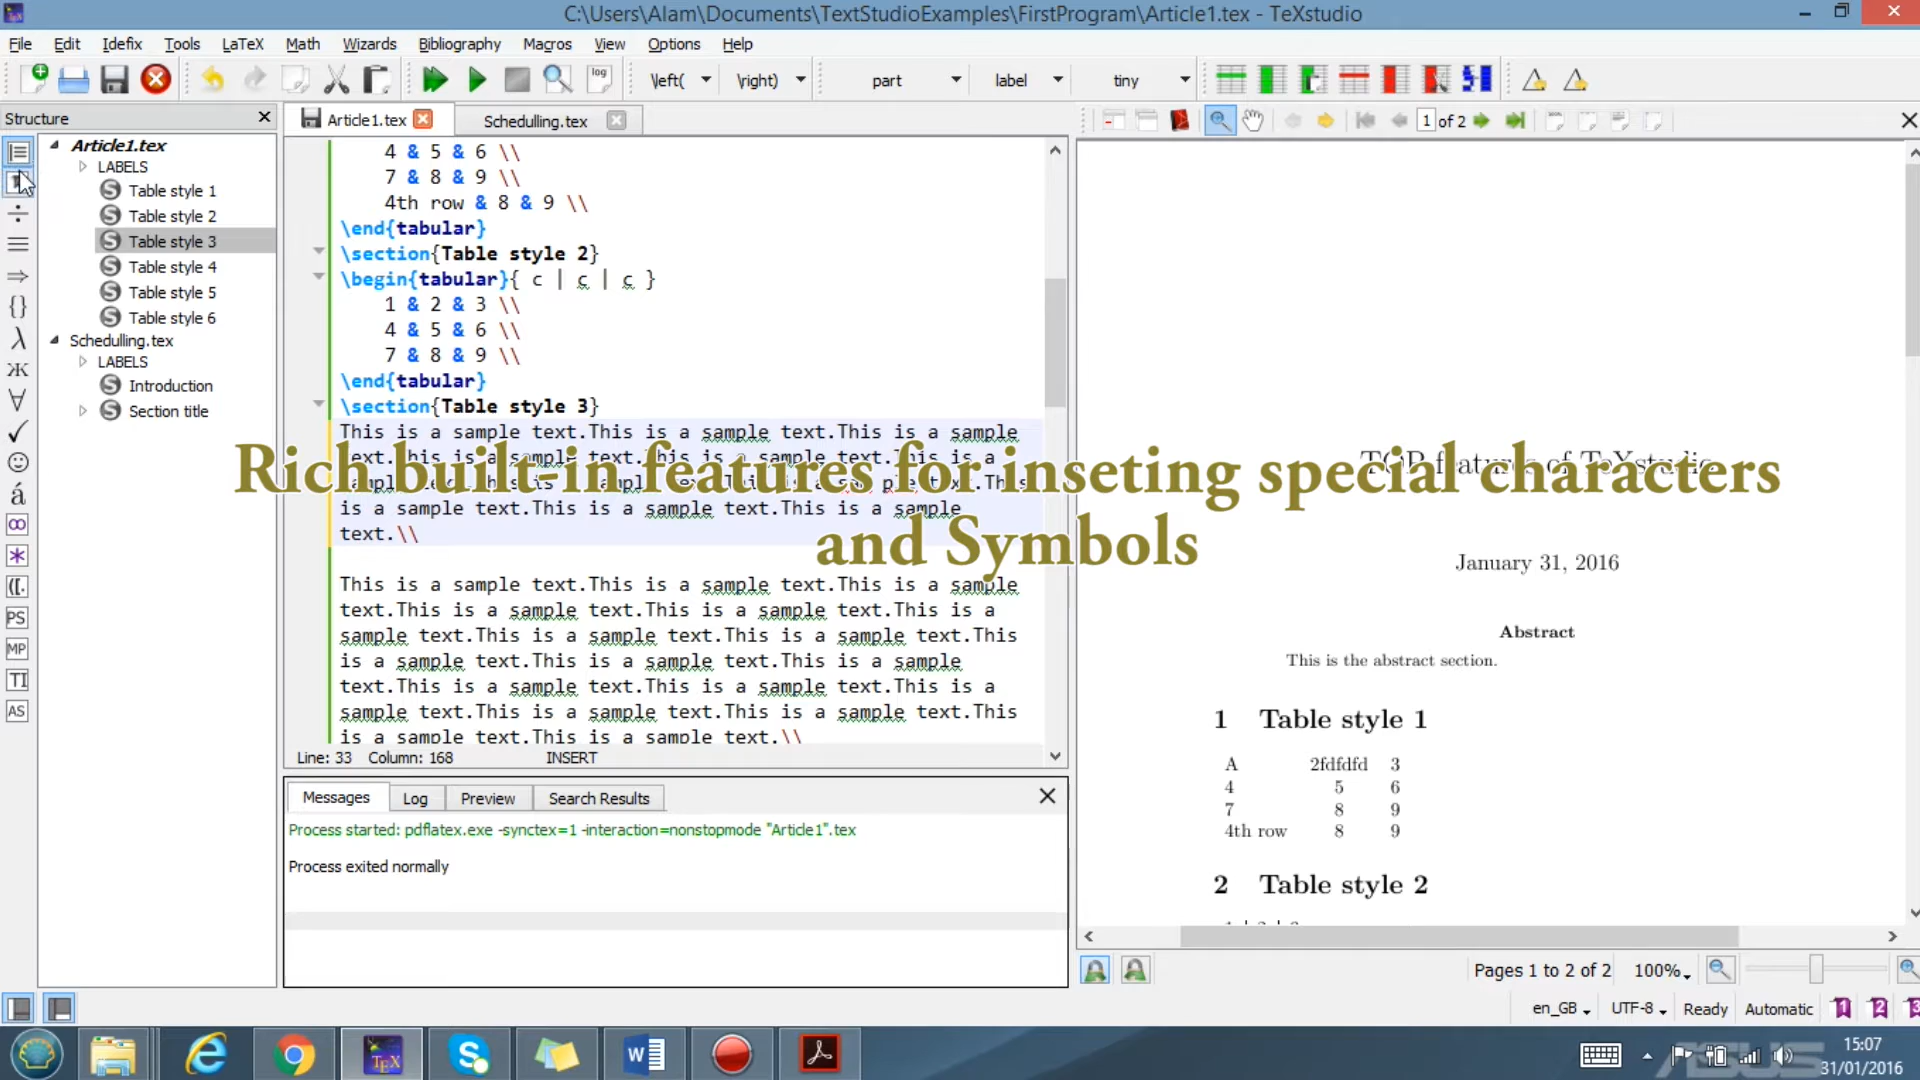 C:\Users\Alam\Documents\TextStudioExamples\FirstProgram\Article1.tex - TeXstudio
File Edit Idefix Tools LaTeX Math Wizards Bibliography Macros View Options Help
log \left( \right) part label tiny
Structure
Article1.tex
LABELS
Table style 1
Table style 2
Table style 3
Table style 4
Table style 5
Table style 6
Schedulling.tex
LABELS
Introduction
Section title
PS
MP
TI
AS
Article1.tex Schedulling.tex
4 & 5 & 6 \\
7 & 8 & 9 \\
4th row & 8 & 9 \\
\end{tabular}
\section{Table style 2}
\begin{tabular}{ c | c | c }
1 & 2 & 3 \\
4 & 5 & 6 \\
7 & 8 & 9 \\
\end{tabular}
\section{Table style 3}
This is a sample text.This is a sample text.This is a sample
Rich built-in features for inseting special characters
and Symbols
is a sample text.This is a sample text.This is a sample
text.\\
This is a sample text.This is a sample text.This is a sample
text.This is a sample text.This is a sample text.This is a
sample text.This is a sample text.This is a sample text.This
is a sample text.This is a sample text.This is a sample
text.This is a sample text.This is a sample text.This is a
sample text.This is a sample text.This is a sample text.This
is a sample text.This is a sample text.\\
Line: 33 Column: 168 INSERT
Messages Log Preview Search Results
Process started: pdflatex.exe -synctex=1 -interaction=nonstopmode "Article1".tex
Process exited normally
1 of 2
TOP features of TeXstudio
January 31, 2016
Abstract
This is the abstract section.
1 Table style 1
A 2fdfdfd 3
4 5 6
7 8 9
4th row 8 9
2 Table style 2
Pages 1 to 2 of 2 100%
en_GB UTF-8 Ready Automatic 1 2 3
15:07
31/01/2016